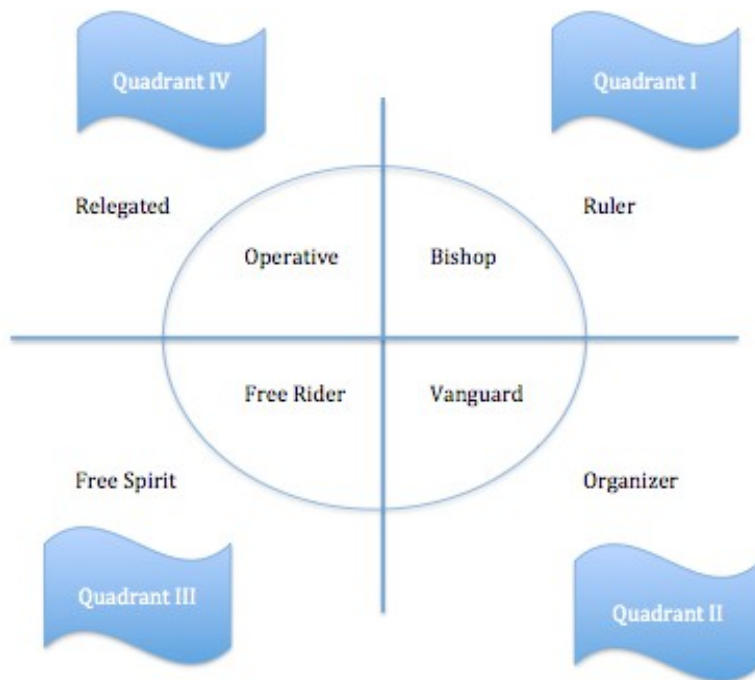 Quadrant IV
Quadrant I
Relegated
Ruler
Operative
Bishop
Free Rider
Vanguard
Free Spirit
Organizer
Quadrant III
Quadrant II